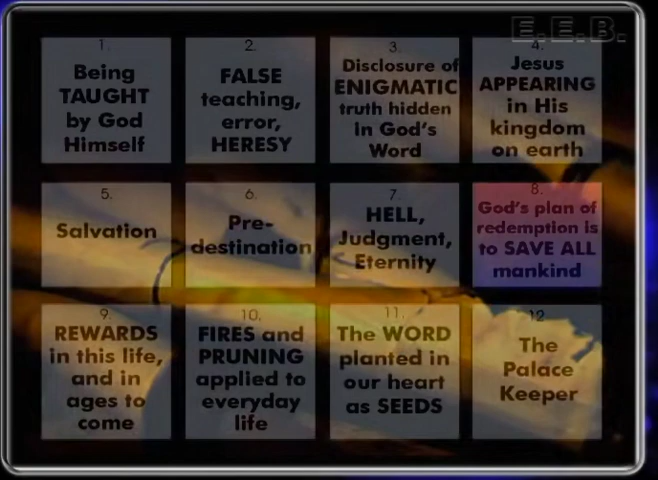 E.E.B.
1.
Being
TAUGHT
by God
Himself
2.
FALSE
teaching,
error,
HERESY
3.
Disclosure of
ENIGMATIC
truth hidden
in God's
Word
4.
Jesus
APPEARING
in His
kingdom
on earth
5.
Salvation
6.
Pre-
destination
7.
HELL,
Judgment,
Eternity
8.
God's plan of
redemption is
to SAVE ALL
mankind
9.
REWARDS
in this life,
and in
ages to
come
10.
FIRES and
PRUNING
applied to
everyday
life
11.
The WORD
planted in
our heart
as SEEDS
12
The
Palace
Keeper